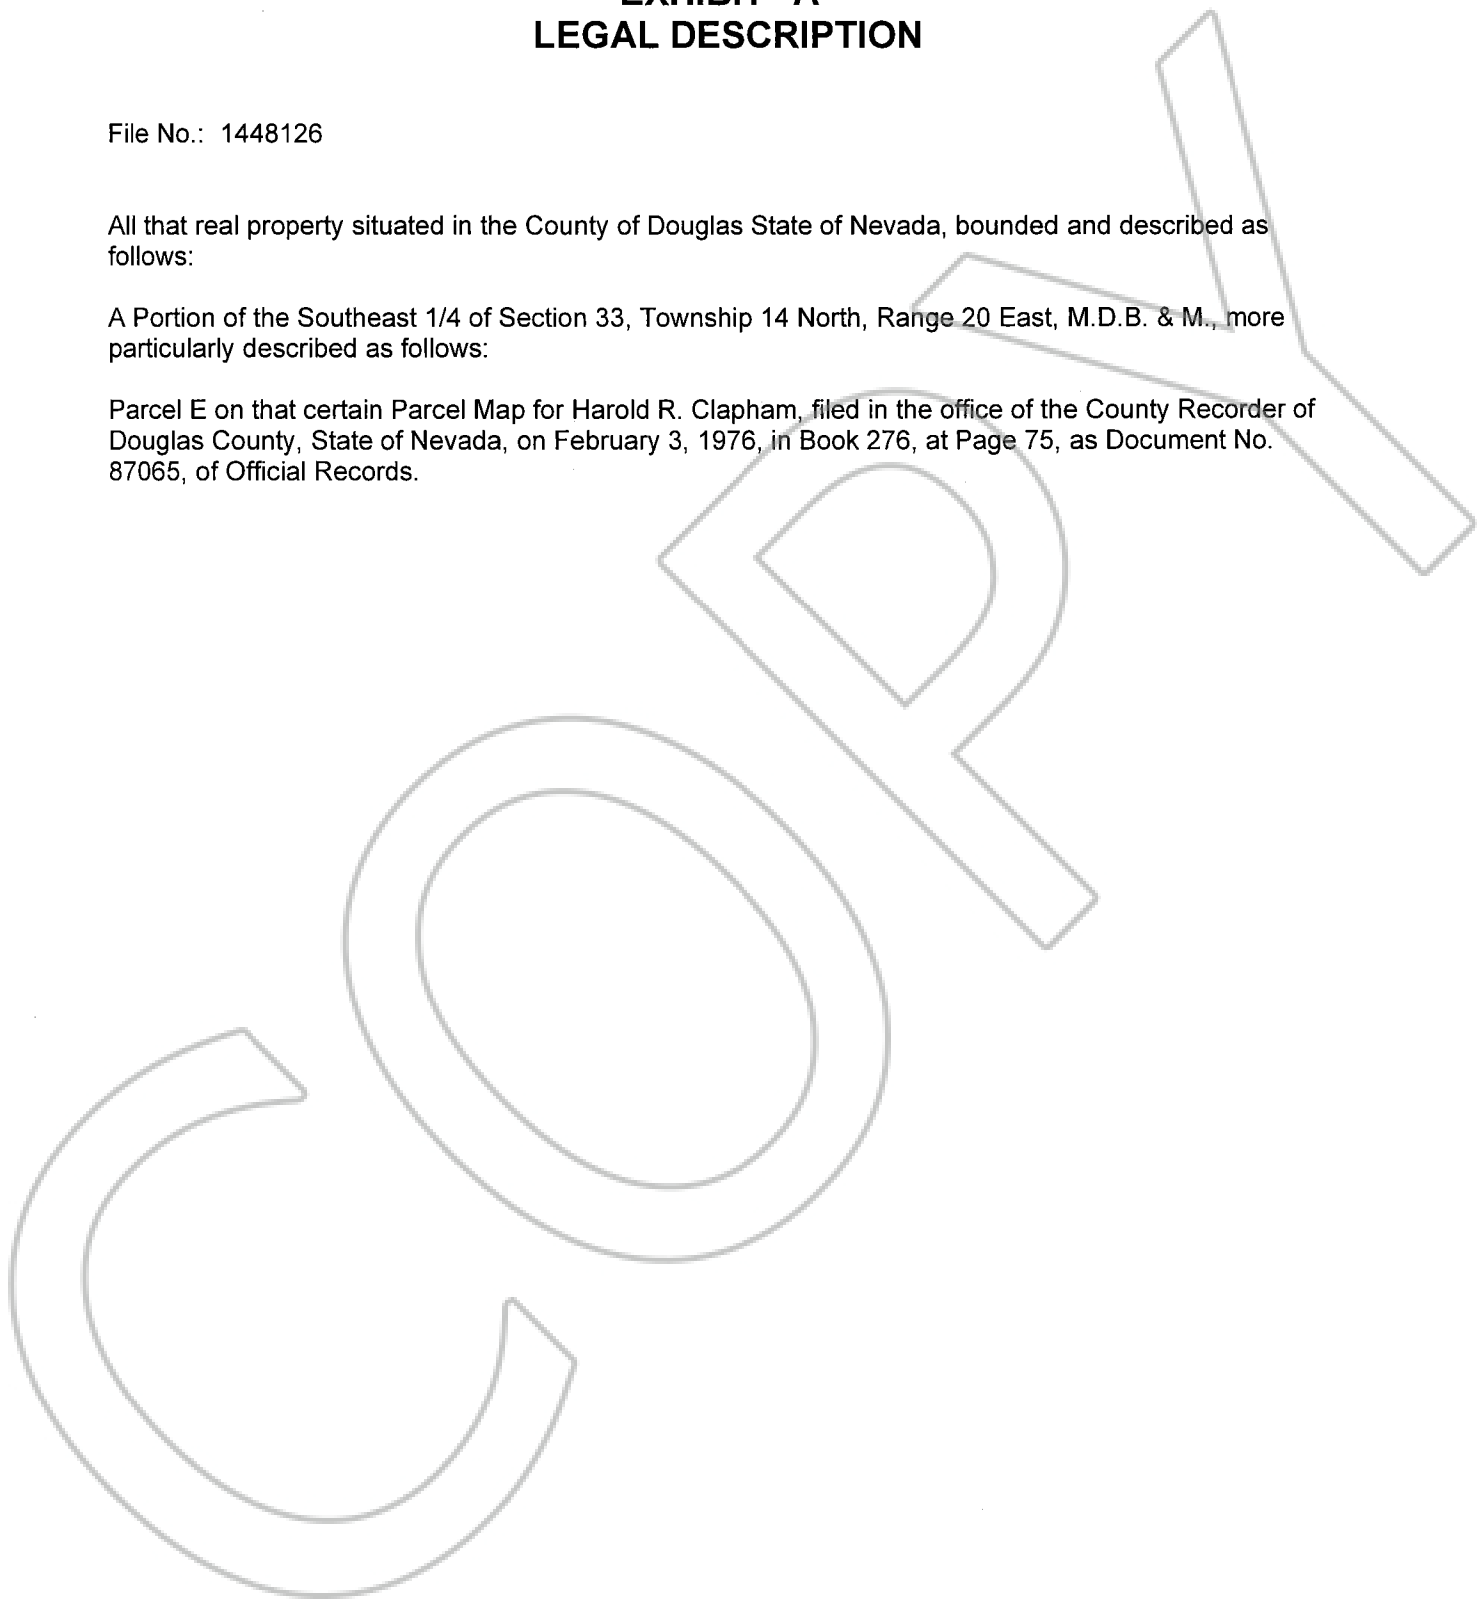 EXHIBIT "A"
LEGAL DESCRIPTION
File No.: 1448126
All that real property situated in the County of Douglas State of Nevada, bounded and described as
follows:
A Portion of the Southeast 1/4 of Section 33, Township 14 North, Range 20 East, M.D.B. & M., more
particularly described as follows:
Parcel E on that certain Parcel Map for Harold R. Clapham, filed in the office of the County Recorder of
Douglas County, State of Nevada, on February 3, 1976, in Book 276, at Page 75, as Document No.
87065, of Official Records.
COPY